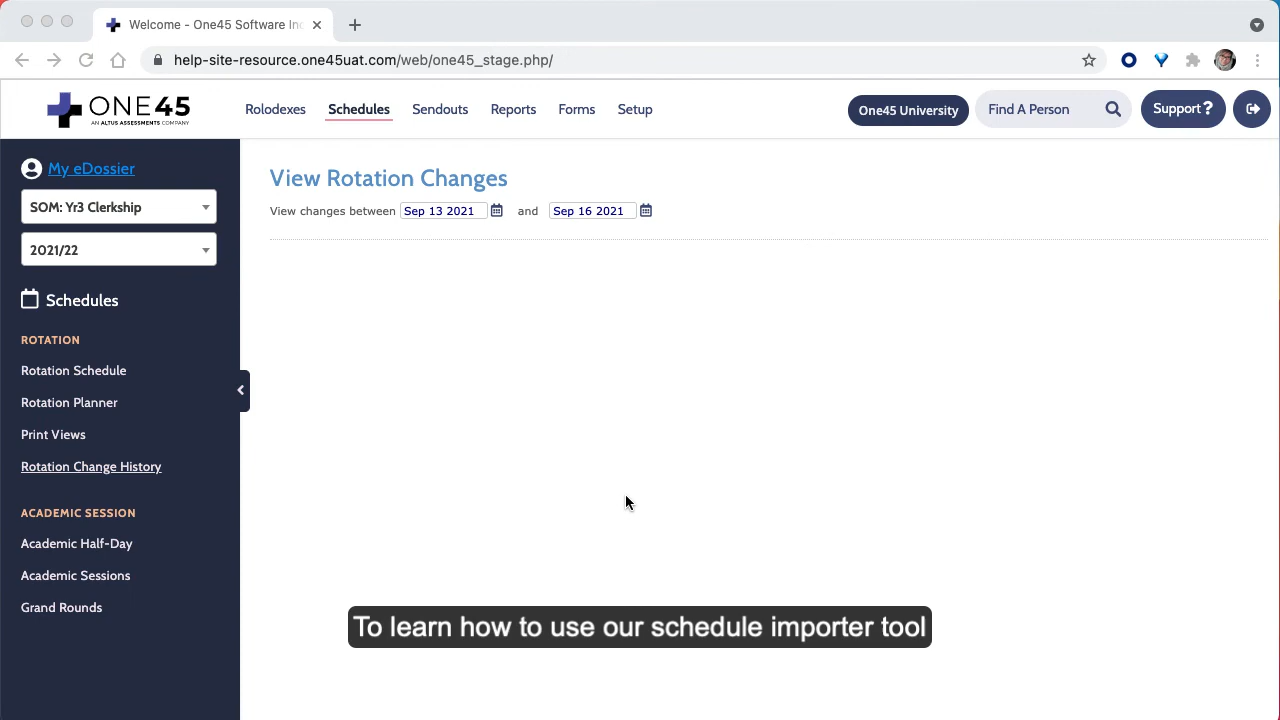 Welcome - One45 Software Inc
help-site-resource.one45uat.com/web/one45_stage.php/
ONE45
AN ALTUS ASSESSMENTS COMPANY
Rolodexes
Schedules
Sendouts
Reports
Forms
Setup
One45 University
Find A Person
Support ?
My eDossier
SOM: Yr3 Clerkship
2021/22
Schedules
ROTATION
Rotation Schedule
Rotation Planner
Print Views
Rotation Change History
ACADEMIC SESSION
Academic Half-Day
Academic Sessions
Grand Rounds
View Rotation Changes
View changes between Sep 13 2021 and Sep 16 2021
To learn how to use our schedule importer tool